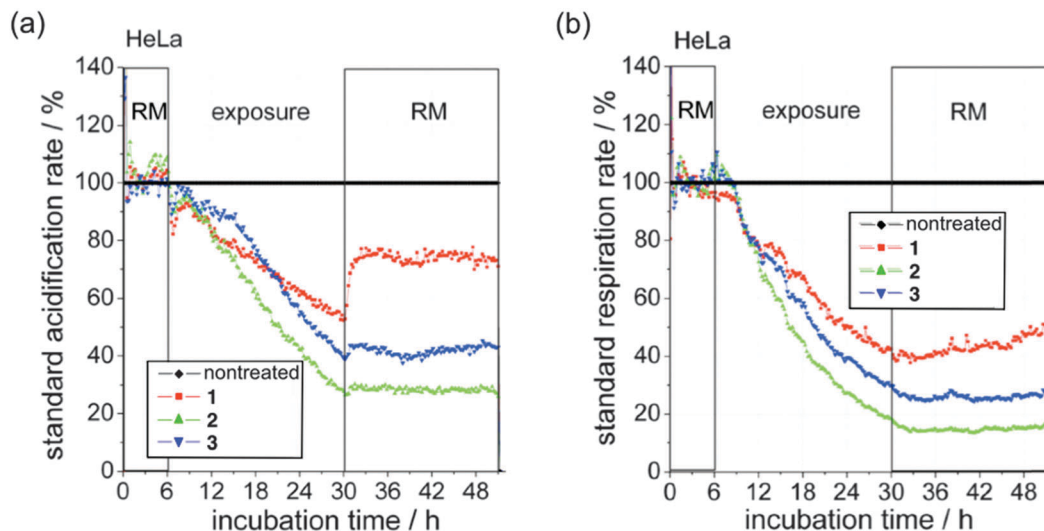 (a)
HeLa
standard acidification rate / %
140
120
100
80
60
40
20
0
RM
exposure
RM
nontreated
1
2
3
0 6 12 18 24 30 36 42 48
incubation time / h
(b)
HeLa
standard respiration rate / %
140
120
100
80
60
40
20
0
RM
exposure
RM
nontreated
1
2
3
0 6 12 18 24 30 36 42 48
incubation time / h